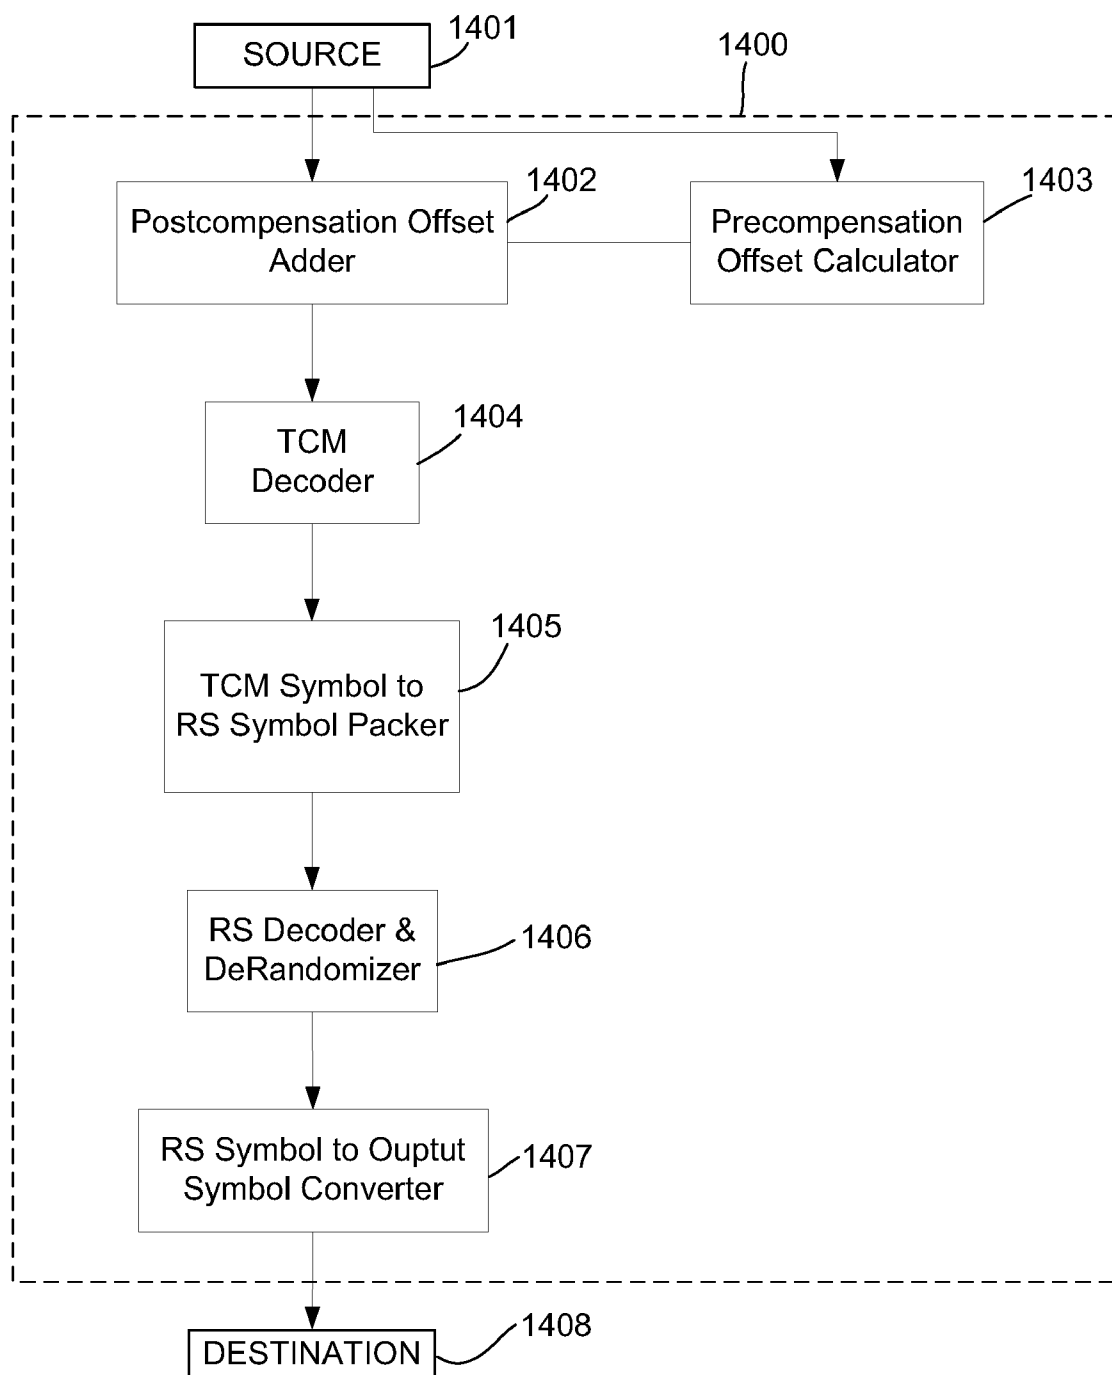 SOURCE
1401
1400
Postcompensation Offset
Adder
1402
Precompensation
Offset Calculator
1403
TCM
Decoder
1404
TCM Symbol to
RS Symbol Packer
1405
RS Decoder &
DeRandomizer
1406
RS Symbol to Ouptut
Symbol Converter
1407
DESTINATION
1408